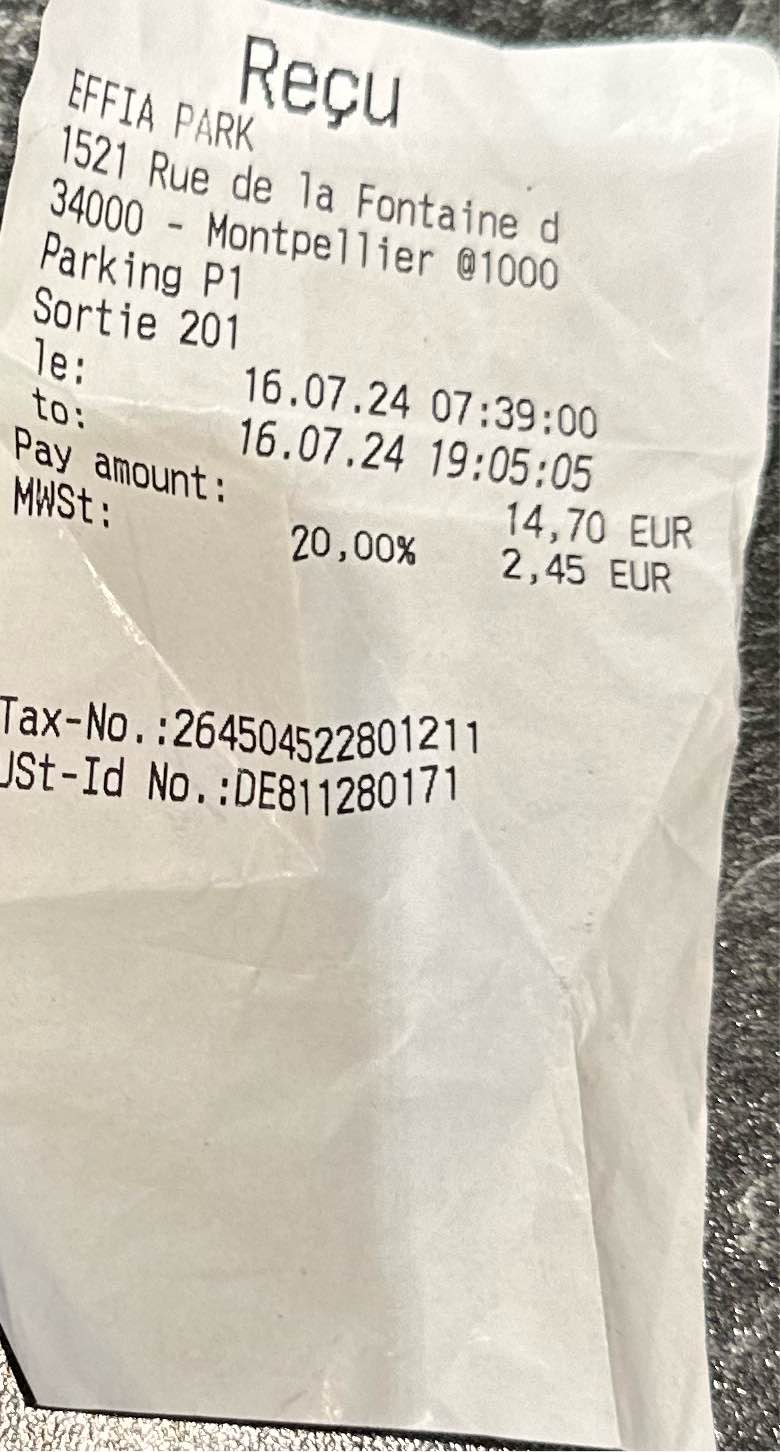 Reçu
EFFIA PARK
1521 Rue de la Fontaine d
34000 - Montpellier @1000
Parking P1
Sortie 201
le: 16.07.24 07:39:00
to: 16.07.24 19:05:05
Pay amount: 14,70 EUR
MWSt: 20,00% 2,45 EUR
Tax-No.:264504522801211
USt-Id No.:DE811280171